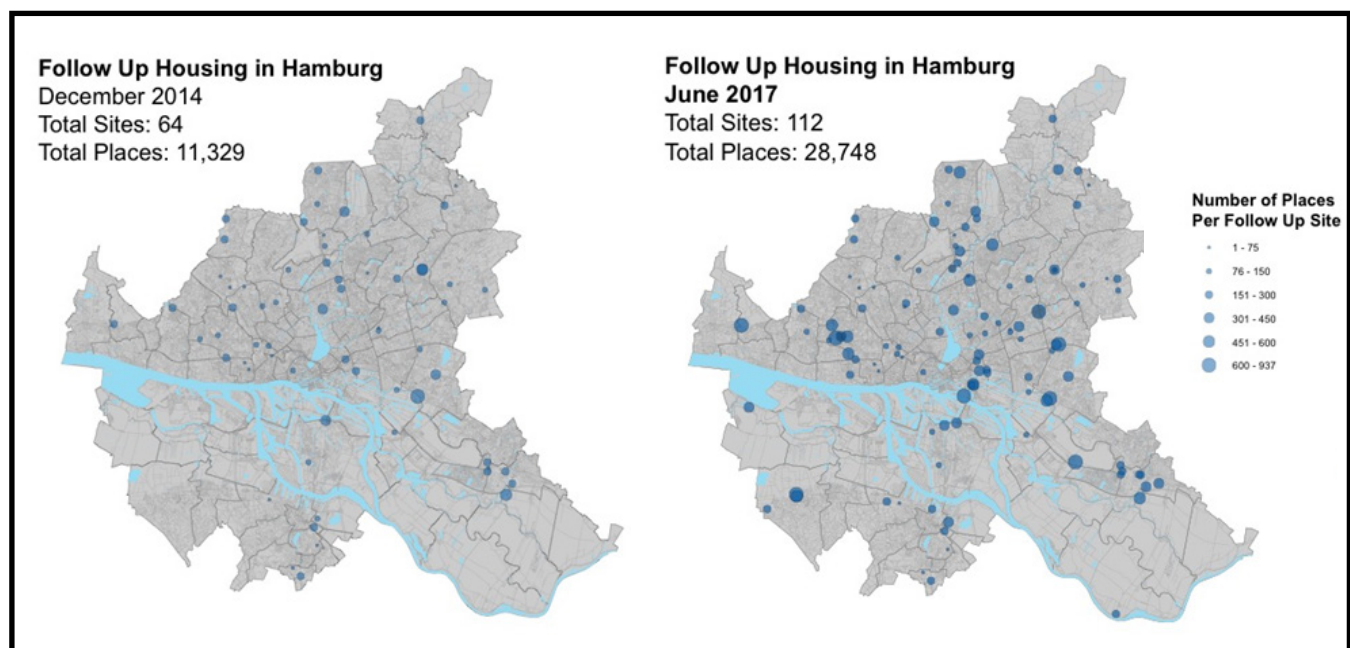 Follow Up Housing in Hamburg
December 2014
Total Sites: 64
Total Places: 11,329
Follow Up Housing in Hamburg
June 2017
Total Sites: 112
Total Places: 28,748
Number of Places
Per Follow Up Site
1 - 75
76 - 150
151 - 300
301 - 450
451 - 600
600 - 937